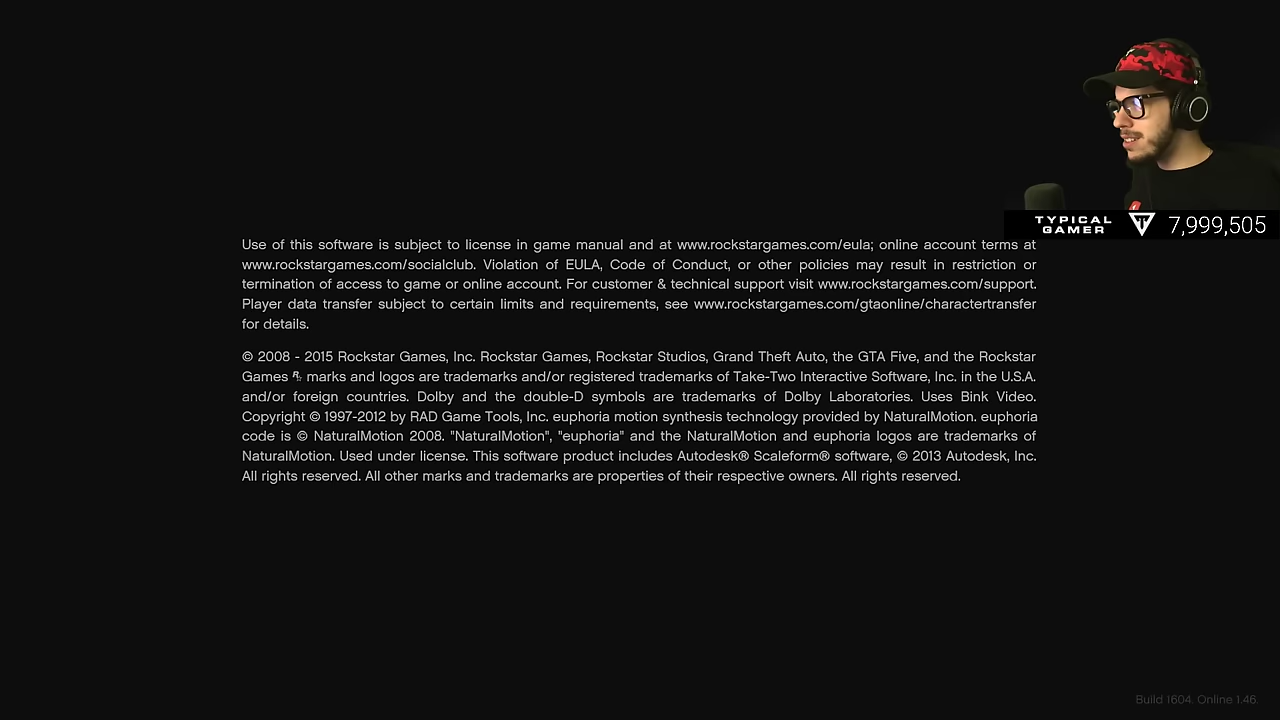 TYPICAL
GAMER
7,999,505
Use of this software is subject to license in game manual and at www.rockstargames.com/eula; online account terms at
www.rockstargames.com/socialclub. Violation of EULA, Code of Conduct, or other policies may result in restriction or
termination of access to game or online account. For customer & technical support visit www.rockstargames.com/support.
Player data transfer subject to certain limits and requirements, see www.rockstargames.com/gtaonline/charactertransfer
for details.
© 2008 - 2015 Rockstar Games, Inc. Rockstar Games, Rockstar Studios, Grand Theft Auto, the GTA Five, and the Rockstar
Games R* marks and logos are trademarks and/or registered trademarks of Take-Two Interactive Software, Inc. in the U.S.A.
and/or foreign countries. Dolby and the double-D symbols are trademarks of Dolby Laboratories. Uses Bink Video.
Copyright © 1997-2012 by RAD Game Tools, Inc. euphoria motion synthesis technology provided by NaturalMotion. euphoria
code is © NaturalMotion 2008. "NaturalMotion", "euphoria" and the NaturalMotion and euphoria logos are trademarks of
NaturalMotion. Used under license. This software product includes Autodesk® Scaleform® software, © 2013 Autodesk, Inc.
All rights reserved. All other marks and trademarks are properties of their respective owners. All rights reserved.
Build 1604. Online 1.46.